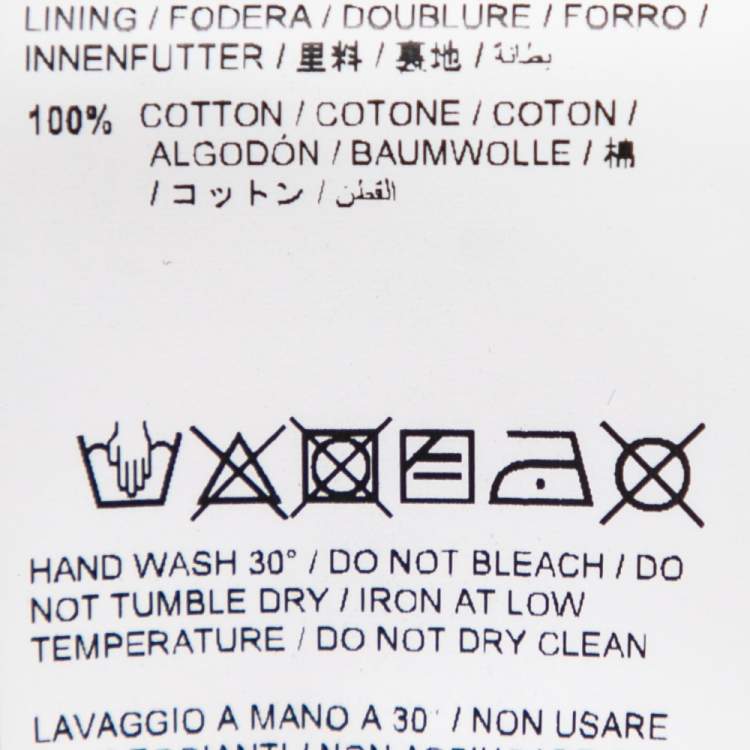 LINING / FODERA / DOUBLURE / FORRO /
INNENFUTTER / 里料 / 裏地 / بطانة
100% COTTON / COTONE / COTON /
ALGODÓN / BAUMWOLLE / 棉
/ コットン / القطن
HAND WASH 30° / DO NOT BLEACH / DO
NOT TUMBLE DRY / IRON AT LOW
TEMPERATURE / DO NOT DRY CLEAN
LAVAGGIO A MANO A 30° / NON USARE